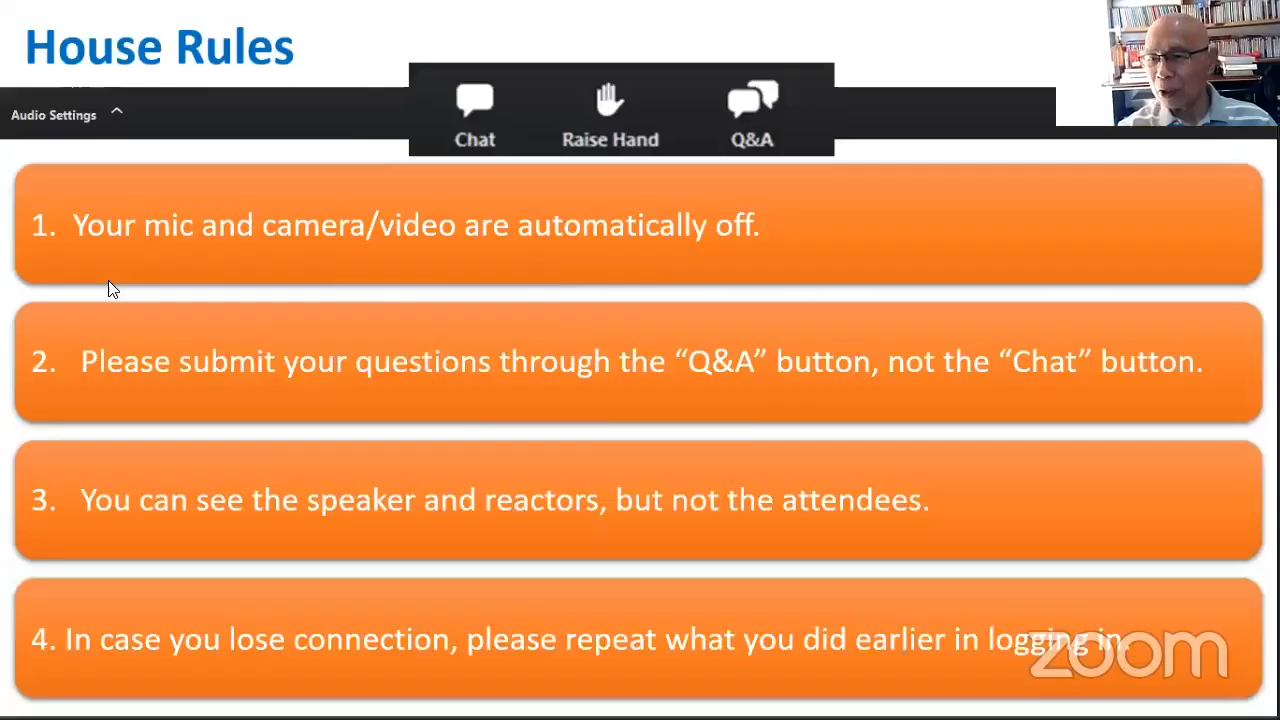 House Rules
Audio Settings
Chat
Raise Hand
Q&A
1. Your mic and camera/video are automatically off.
2. Please submit your questions through the “Q&A” button, not the “Chat” button.
3. You can see the speaker and reactors, but not the attendees.
4. In case you lose connection, please repeat what you did earlier in logging in.
zoom